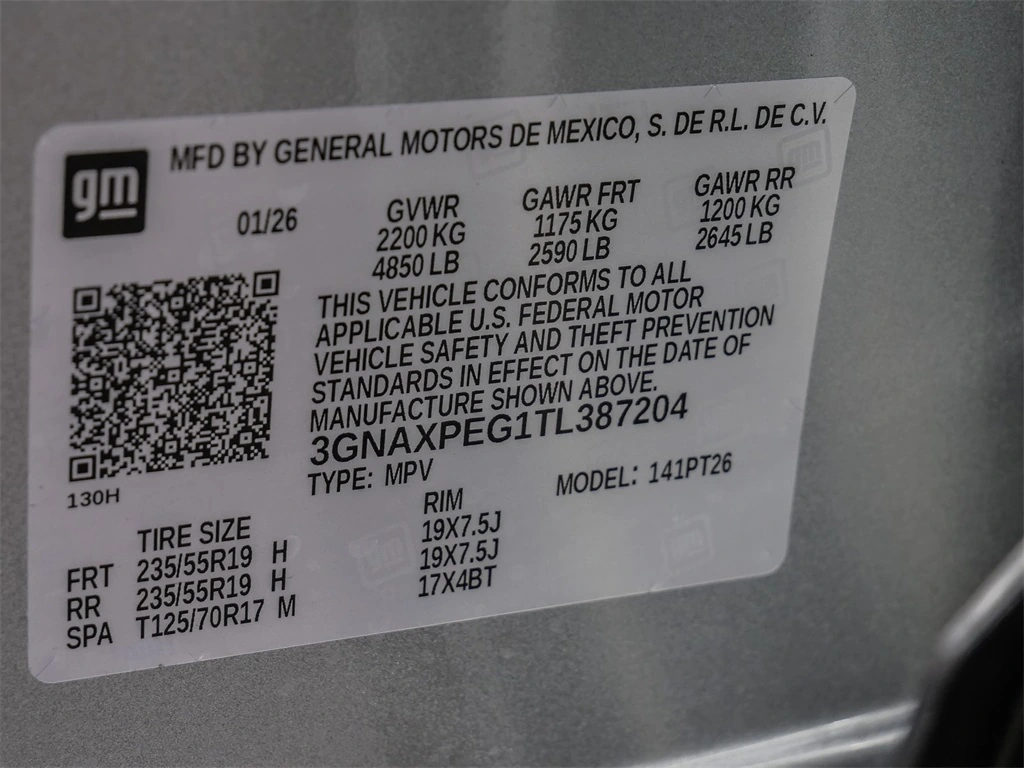 gm
MFD BY GENERAL MOTORS DE MEXICO, S. DE R.L. DE C.V.
01/26
GVWR
2200 KG
4850 LB
GAWR FRT
1175 KG
2590 LB
GAWR RR
1200 KG
2645 LB
THIS VEHICLE CONFORMS TO ALL
APPLICABLE U.S. FEDERAL MOTOR
VEHICLE SAFETY AND THEFT PREVENTION
STANDARDS IN EFFECT ON THE DATE OF
MANUFACTURE SHOWN ABOVE.
3GNAXPEG1TL387204
TYPE: MPV
MODEL: 141PT26
130H
TIRE SIZE
RIM
FRT 235/55R19 H 19X7.5J
RR 235/55R19 H 19X7.5J
SPA T125/70R17 M 17X4BT